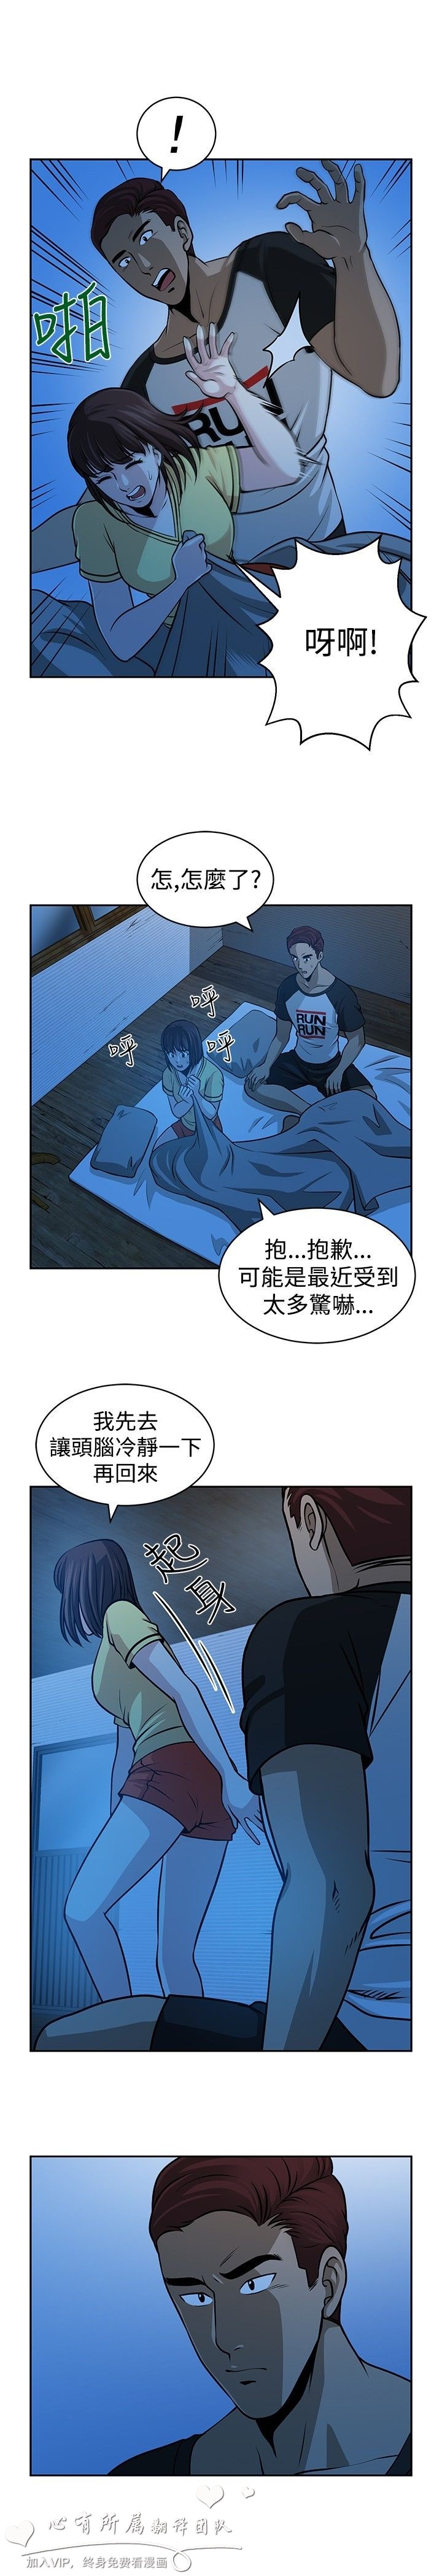 !
啪
RUN
RUN
呀啊!
怎,怎麼了?
呼
呼
呼
RUN
RUN
抱...抱歉...
可能是最近受到
太多驚嚇...
我先去
讓頭腦冷靜一下
再回來
起身
心有所属翻译团队
加入VIP，终身免费看漫画